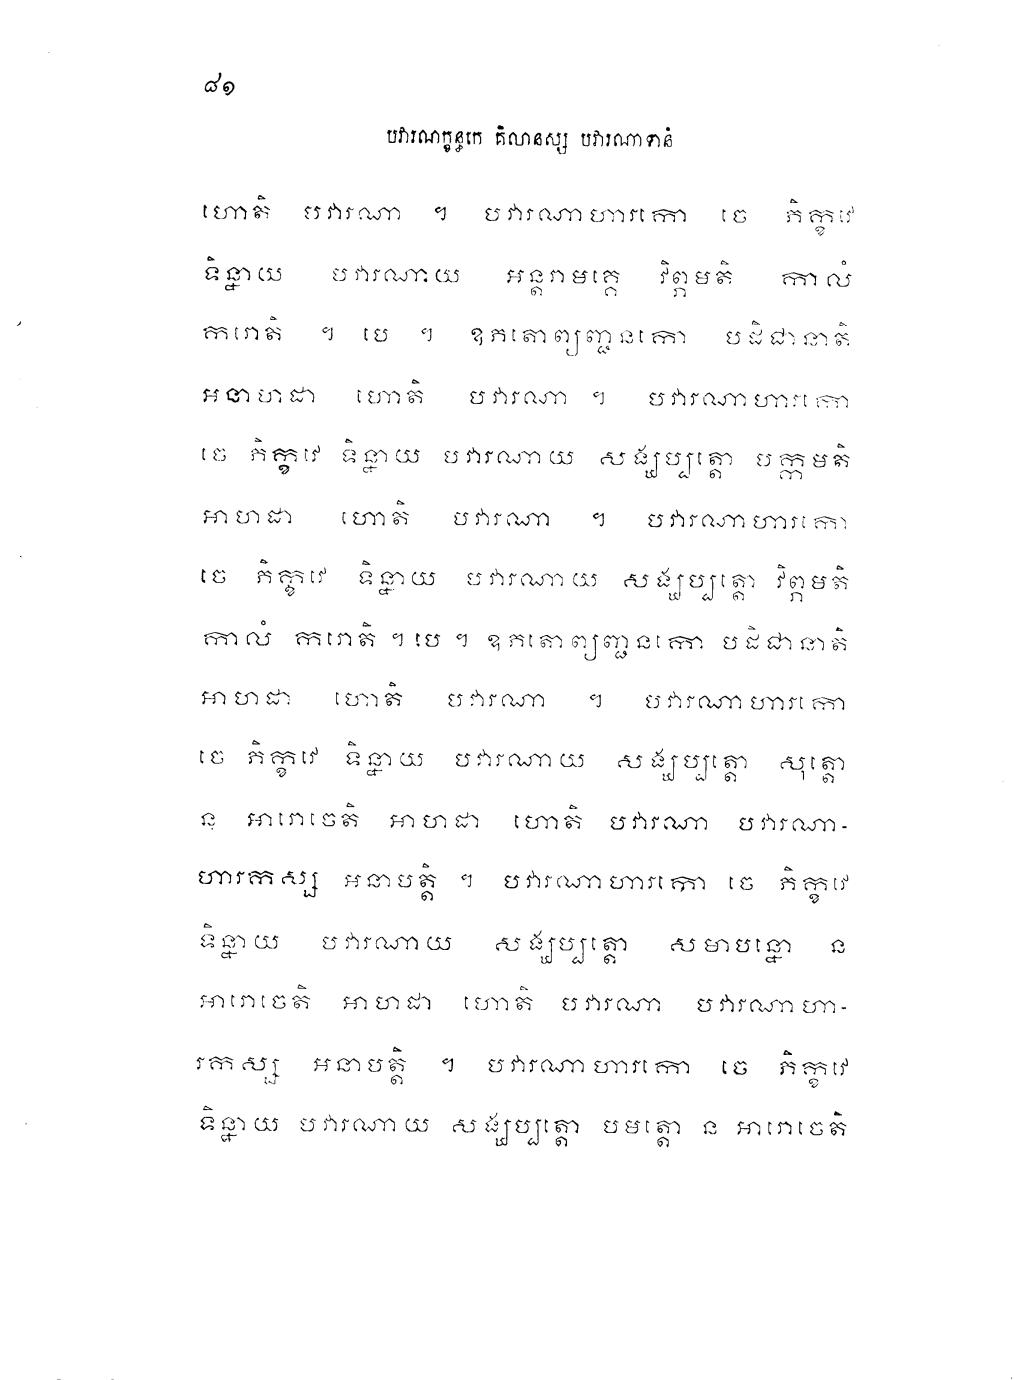 ៨១
បវារណក្ខន្ធកេ គិលានស្ស បវារណាទានំ
ហោតិ បវារណា ។ បវារណាហារកោ ចេ ភិក្ខវេ
ទិន្នាយ បវារណាយ អន្តរាមគ្គេ វិព្ភមតិ កាលំ
ករោតិ ។ បេ ។ ឧភតោព្យញ្ជនកោ បដិជានាតិ
អនាហដា ហោតិ បវារណា ។ បវារណាហារកោ
ចេ ភិក្ខវេ ទិន្នាយ បវារណាយ សង្ឃប្បត្តោ បក្កមតិ
អាហដា ហោតិ បវារណា ។ បវារណាហារកោ
ចេ ភិក្ខវេ ទិន្នាយ បវារណាយ សង្ឃប្បត្តោ វិព្ភមតិ
កាលំ ករោតិ ។ បេ ។ ឧភតោព្យញ្ជនកោ បដិជានាតិ
អាហដា ហោតិ បវារណា ។ បវារណាហារកោ
ចេ ភិក្ខវេ ទិន្នាយ បវារណាយ សង្ឃប្បត្តោ សុត្តោ
ន អារោចេតិ អាហដា ហោតិ បវារណា បវារណា-
ហារកស្ស អនាបត្តិ ។ បវារណាហារកោ ចេ ភិក្ខវេ
ទិន្នាយ បវារណាយ សង្ឃប្បត្តោ សមាបន្នោ ន
អារោចេតិ អាហដា ហោតិ បវារណា បវារណាហា-
រកស្ស អនាបត្តិ ។ បវារណាហារកោ ចេ ភិក្ខវេ
ទិន្នាយ បវារណាយ សង្ឃប្បត្តោ បមត្តោ ន អារោចេតិ